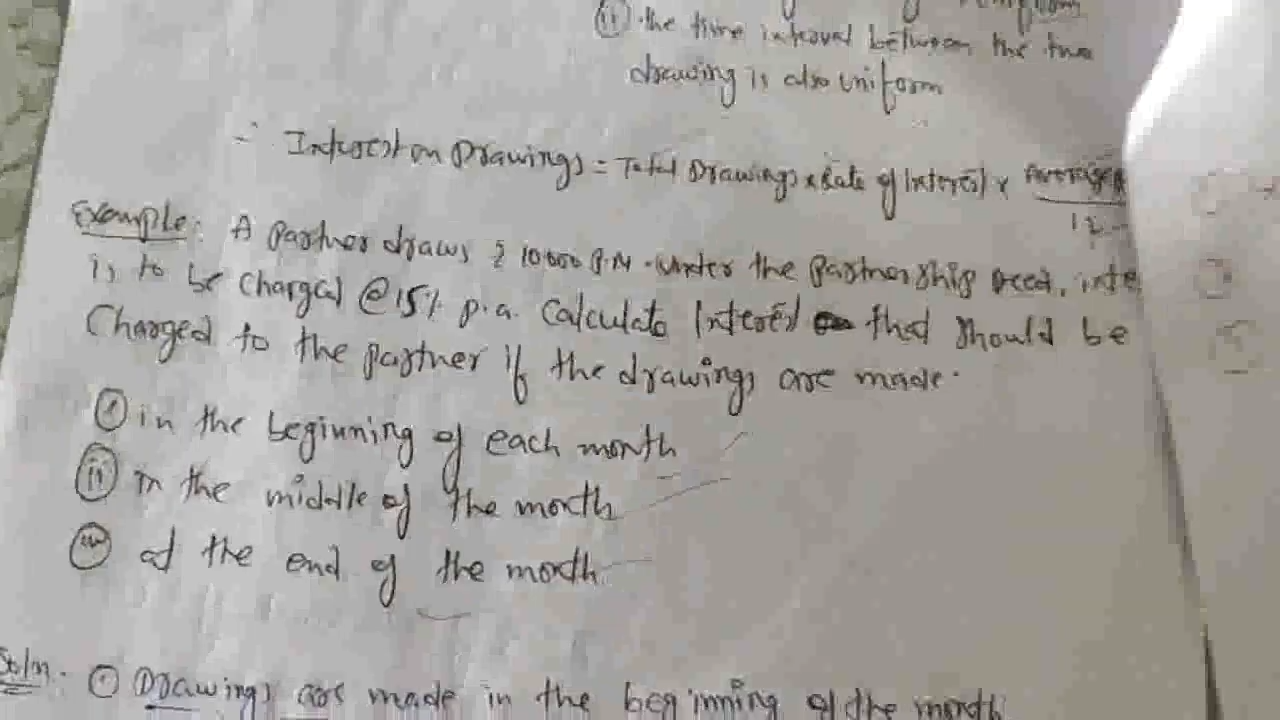 (ii) the time interval between the two
drawing is also uniform
∴ Interest on Drawings = Total Drawings x Rate of Interest x Average
12
Example: A Partner draws ₹ 10000 P.M. under the partnership Deed, inte
is to be Charged @ 15% p.a. Calculate Interest that should be
Charged to the partner if the drawings are made.
(i) in the beginning of each month
(ii) in the middle of the month
(iii) at the end of the month
Soln. (i) Drawings are made in the beginning of the month